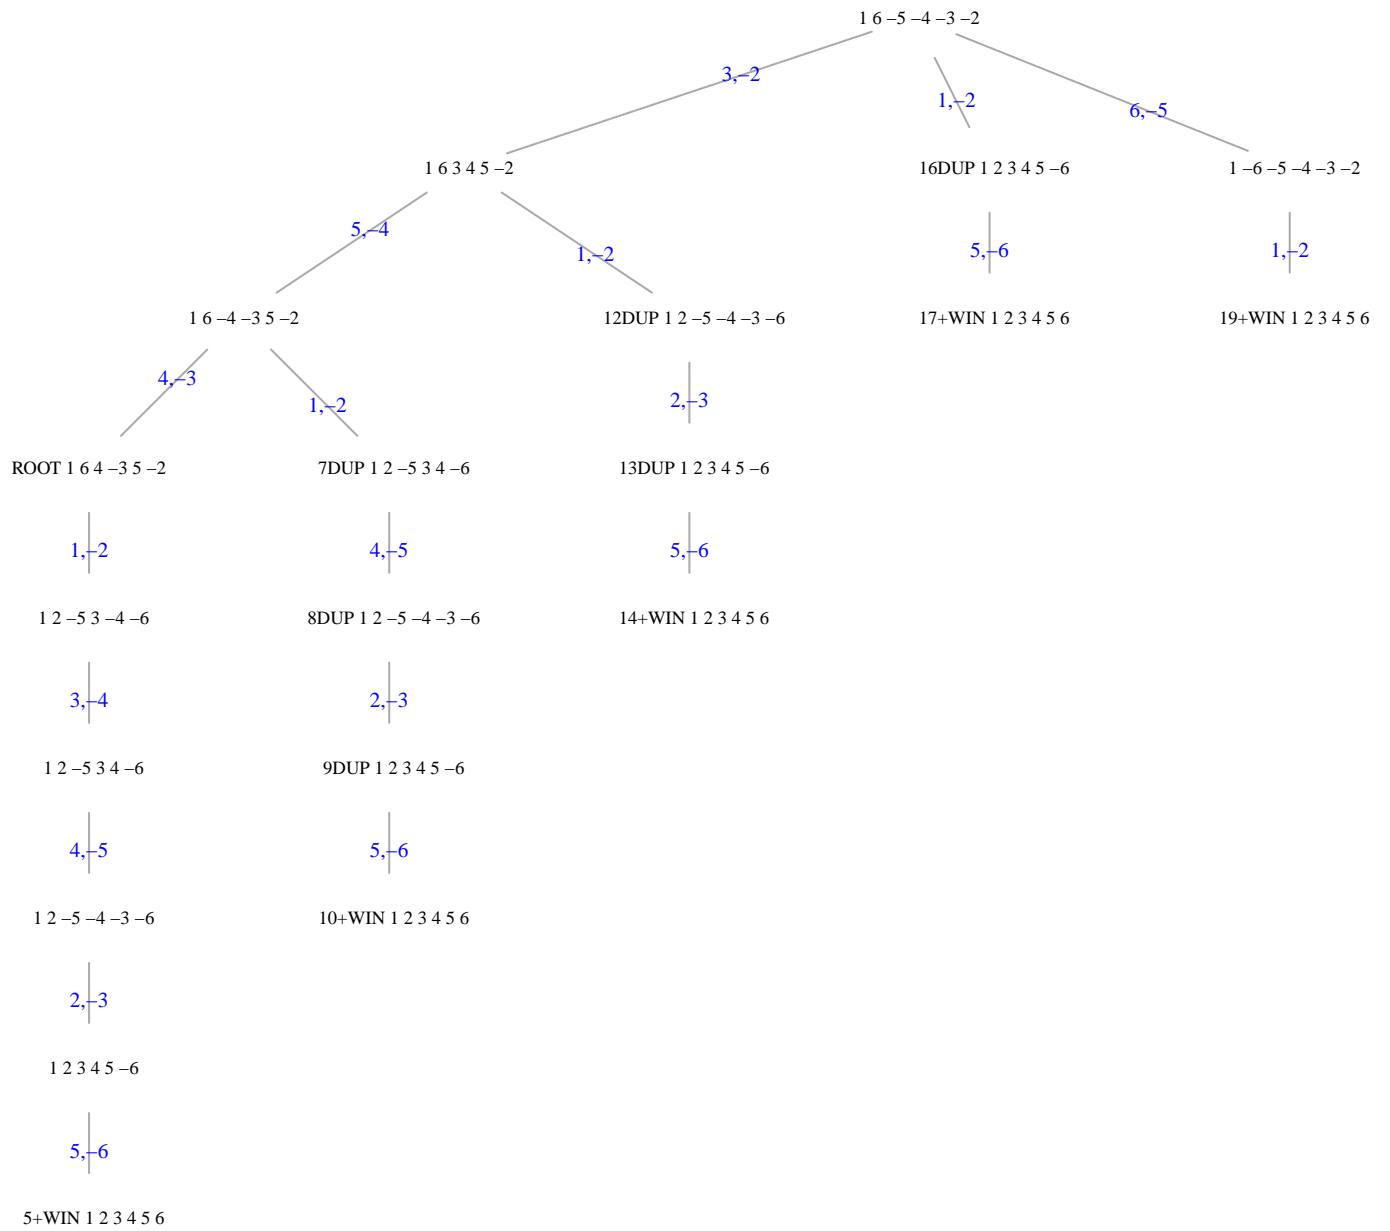 1 6 –5 –4 –3 –2
3,–2
1,–2
6,–5
1 6 3 4 5 –2
16DUP 1 2 3 4 5 –6
1 –6 –5 –4 –3 –2
5,–4
1,–2
5,–6
1,–2
1 6 –4 –3 5 –2
12DUP 1 2 –5 –4 –3 –6
17+WIN 1 2 3 4 5 6
19+WIN 1 2 3 4 5 6
4,–3
1,–2
2,–3
ROOT 1 6 4 –3 5 –2
7DUP 1 2 –5 3 4 –6
13DUP 1 2 3 4 5 –6
1,–2
4,–5
5,–6
1 2 –5 3 –4 –6
8DUP 1 2 –5 –4 –3 –6
14+WIN 1 2 3 4 5 6
3,–4
2,–3
1 2 –5 3 4 –6
9DUP 1 2 3 4 5 –6
4,–5
5,–6
1 2 –5 –4 –3 –6
10+WIN 1 2 3 4 5 6
2,–3
1 2 3 4 5 –6
5,–6
5+WIN 1 2 3 4 5 6